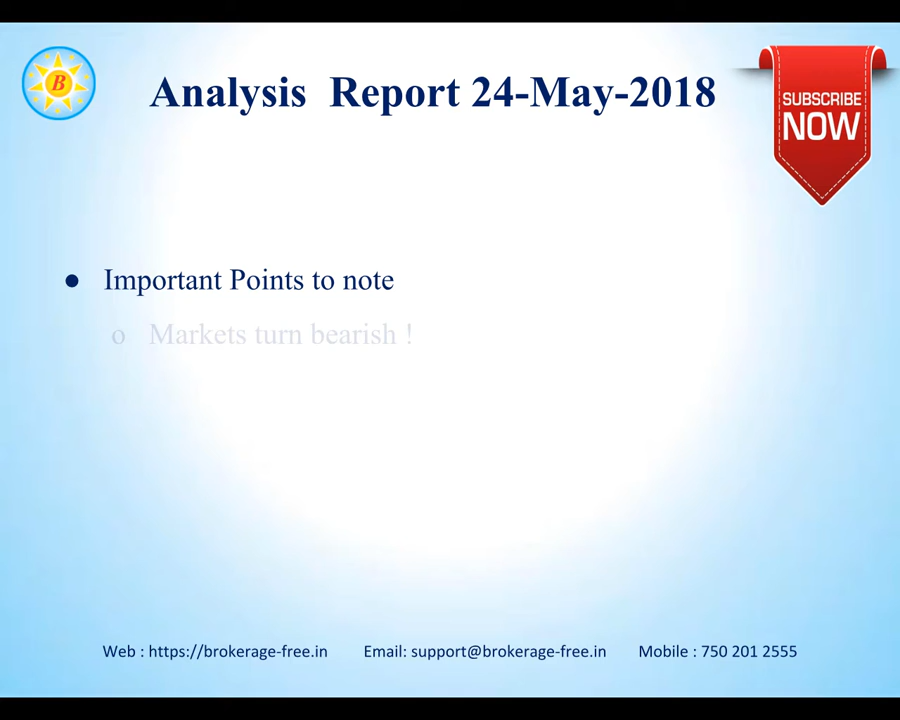 B
Analysis Report 24-May-2018
SUBSCRIBE
NOW
● Important Points to note
o Markets turn bearish !
Web : https://brokerage-free.in Email: support@brokerage-free.in Mobile : 750 201 2555